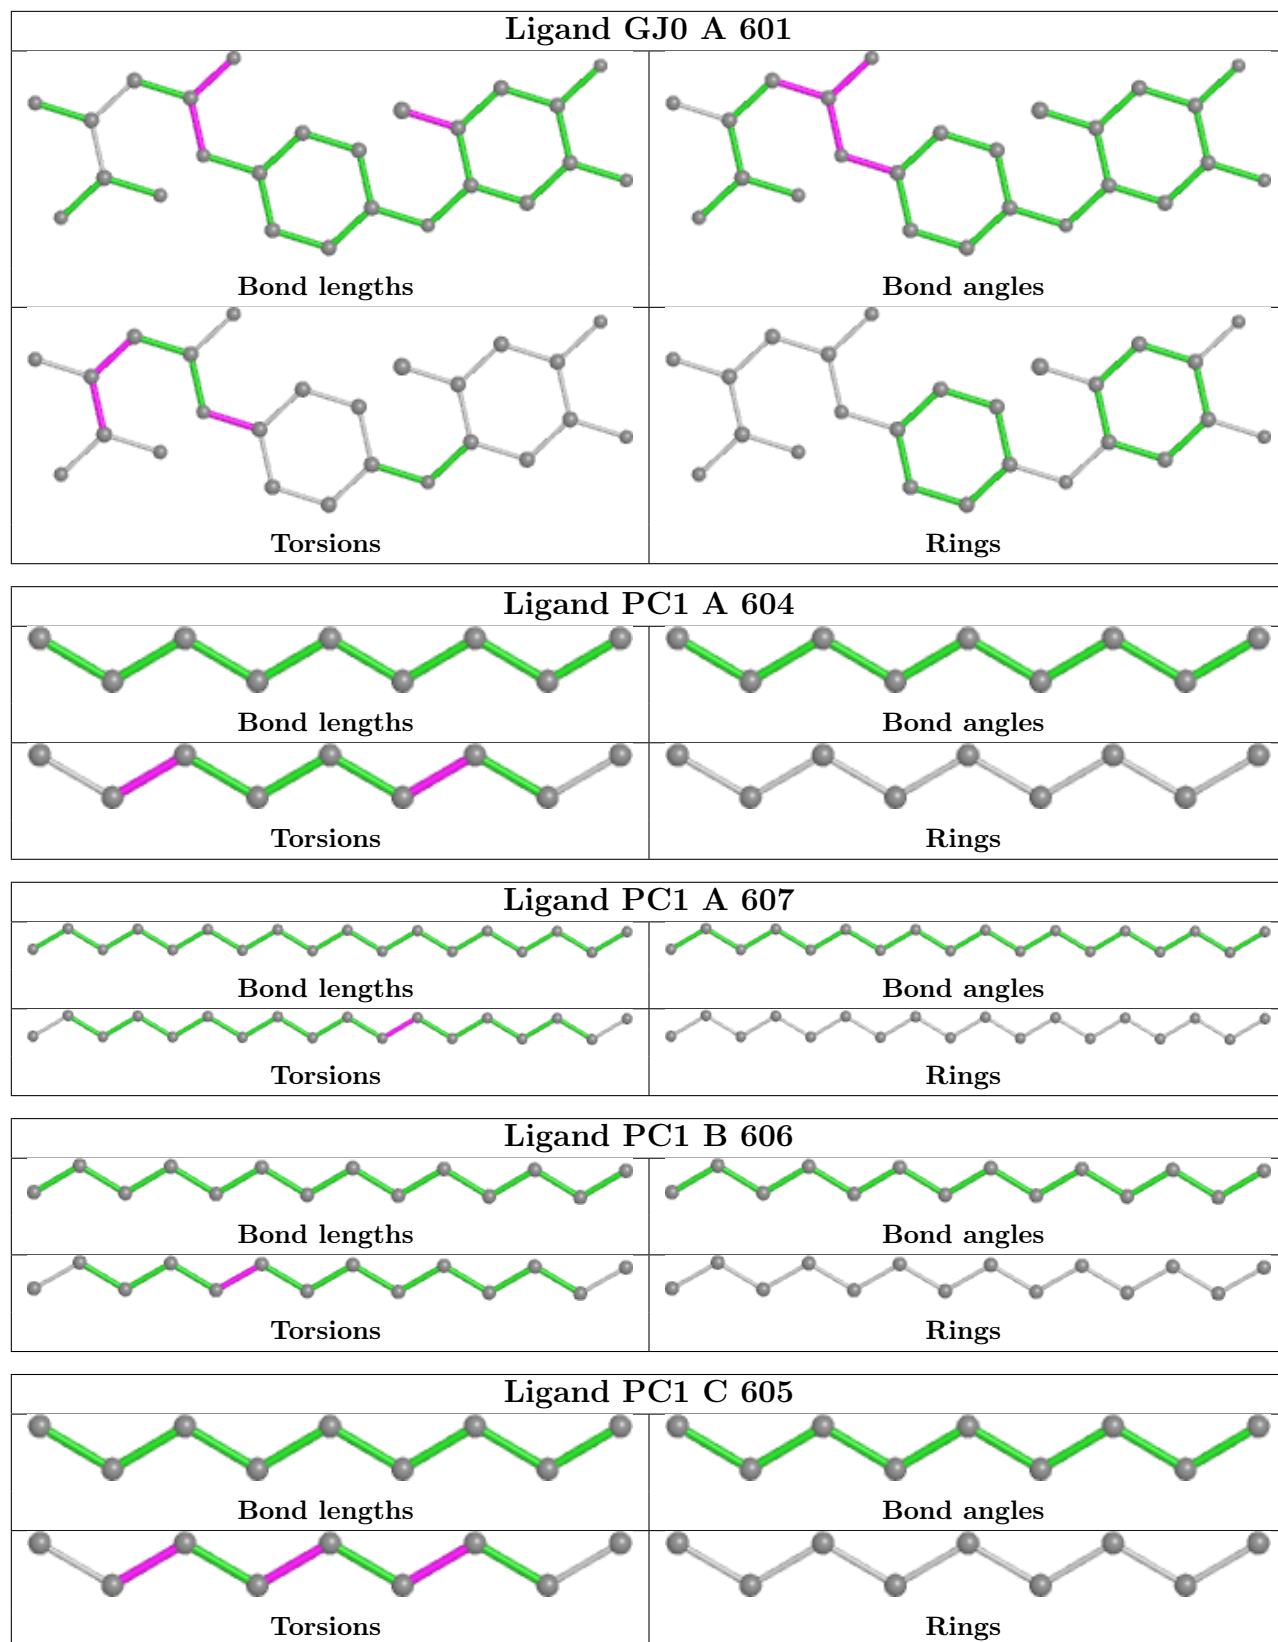 Ligand GJ0 A 601
Bond lengths
Bond angles
Torsions
Rings
Ligand PC1 A 604
Bond lengths
Bond angles
Torsions
Rings
Ligand PC1 A 607
Bond lengths
Bond angles
Torsions
Rings
Ligand PC1 B 606
Bond lengths
Bond angles
Torsions
Rings
Ligand PC1 C 605
Bond lengths
Bond angles
Torsions
Rings